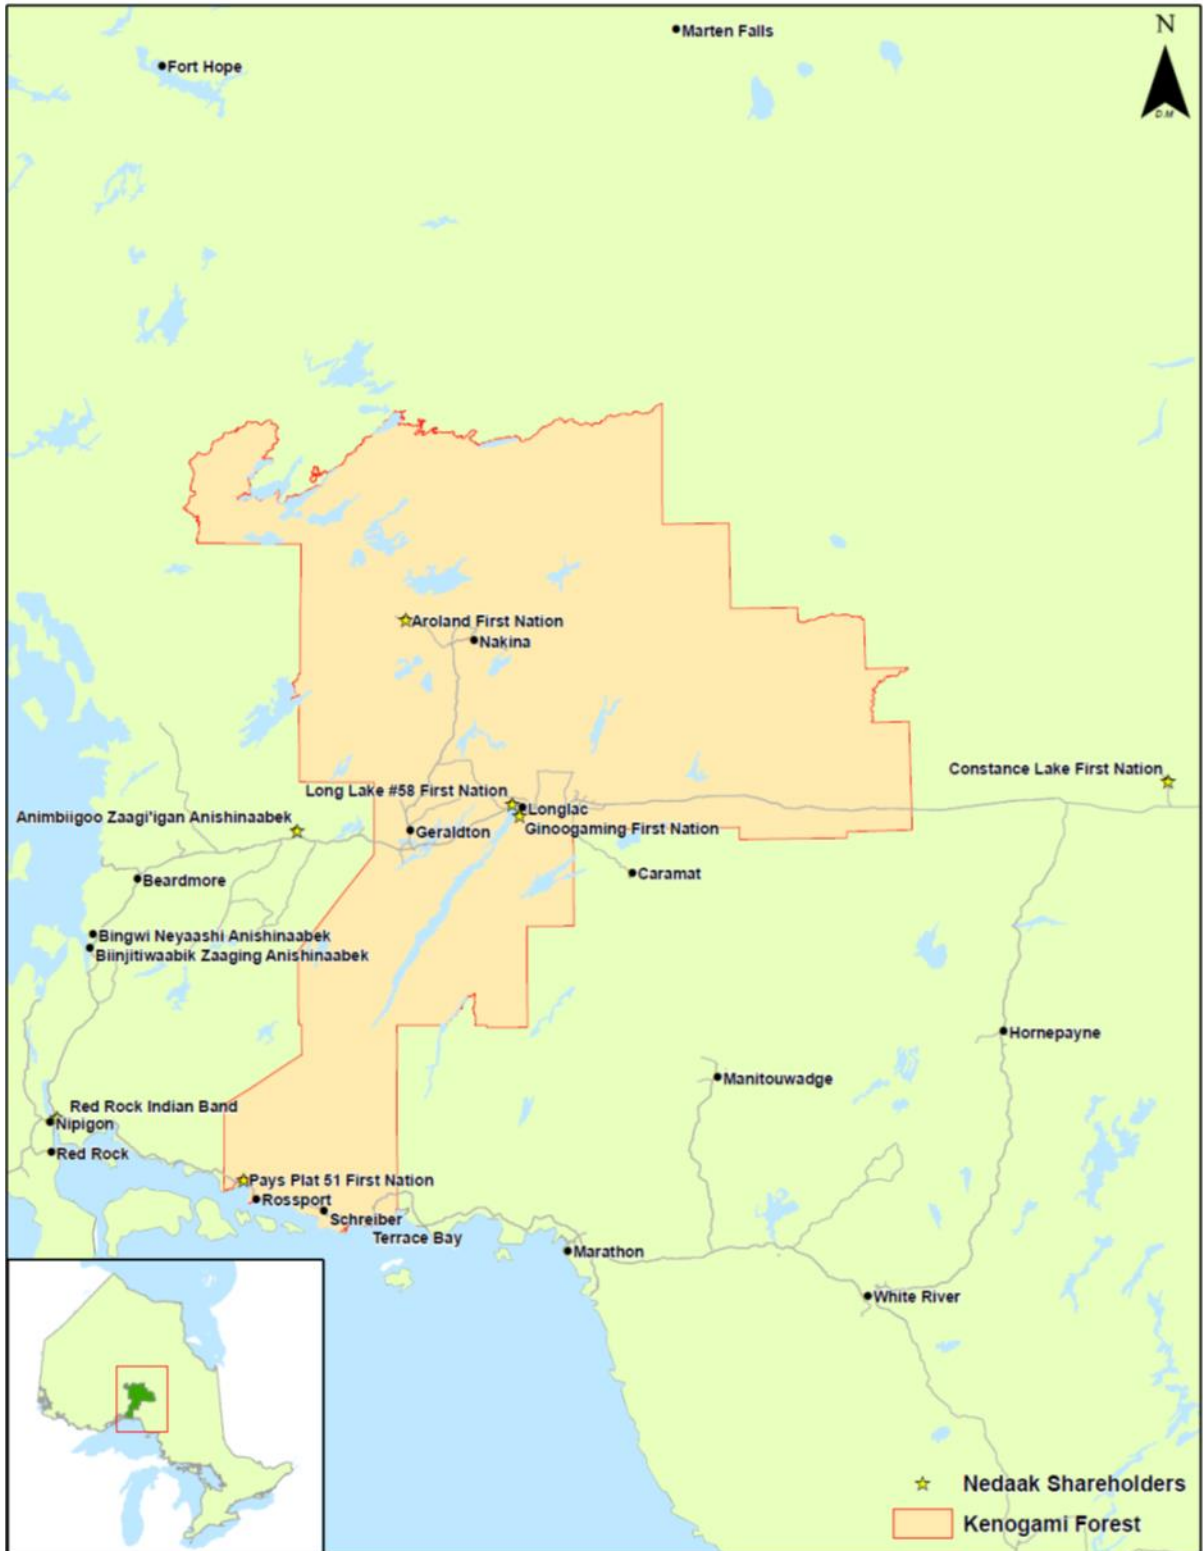 Marten Falls
N
Fort Hope
D.M
Aroland First Nation
Nakina
Constance Lake First Nation
Long Lake #58 First Nation
Longlac
Animbiigoo Zaagi'igan Anishinaabek
Ginoogaming First Nation
Geraldton
Caramat
Beardmore
Bingwi Neyaashi Anishinaabek
Biinjitiwaabik Zaaging Anishinaabek
Hornepayne
Manitouwadge
Red Rock Indian Band
Nipigon
Red Rock
Pays Plat 51 First Nation
Rossport
Schreiber
Terrace Bay
Marathon
White River
Nedaak Shareholders
Kenogami Forest